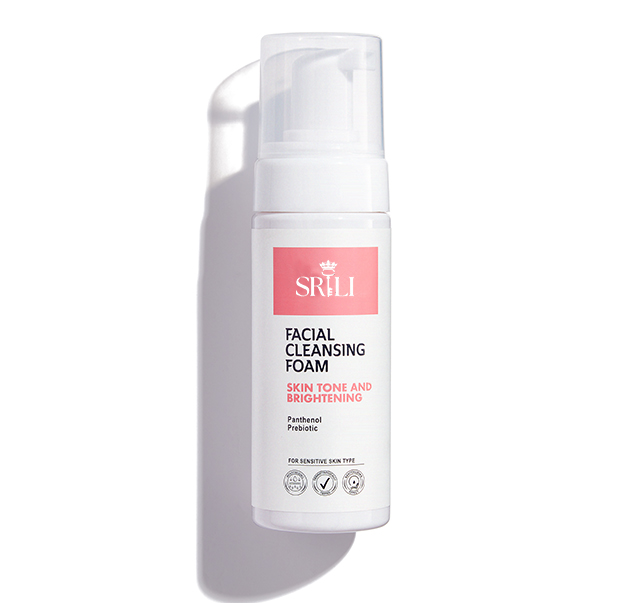 SRILI
FACIAL
CLEANSING
FOAM
SKIN TONE AND
BRIGHTENING
Panthenol
Prebiotic
FOR SENSITIVE SKIN TYPE